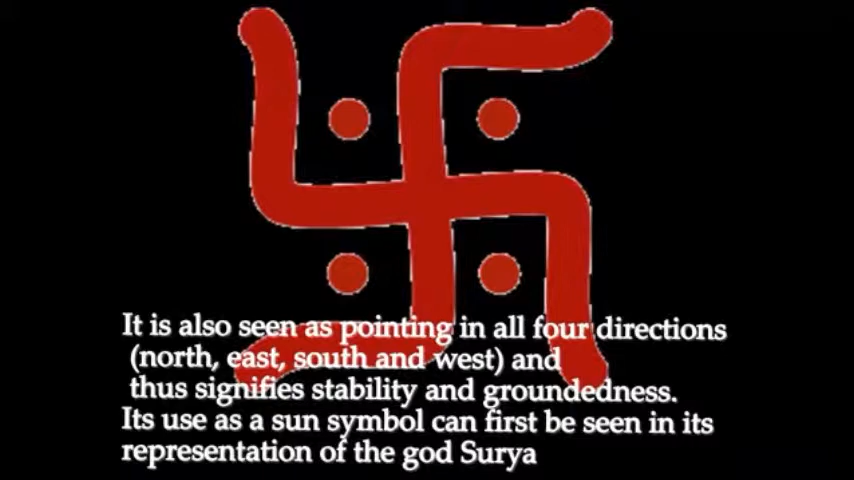 It is also seen as pointing in all four directions
(north, east, south and west) and
thus signifies stability and groundedness.
Its use as a sun symbol can first be seen in its
representation of the god Surya